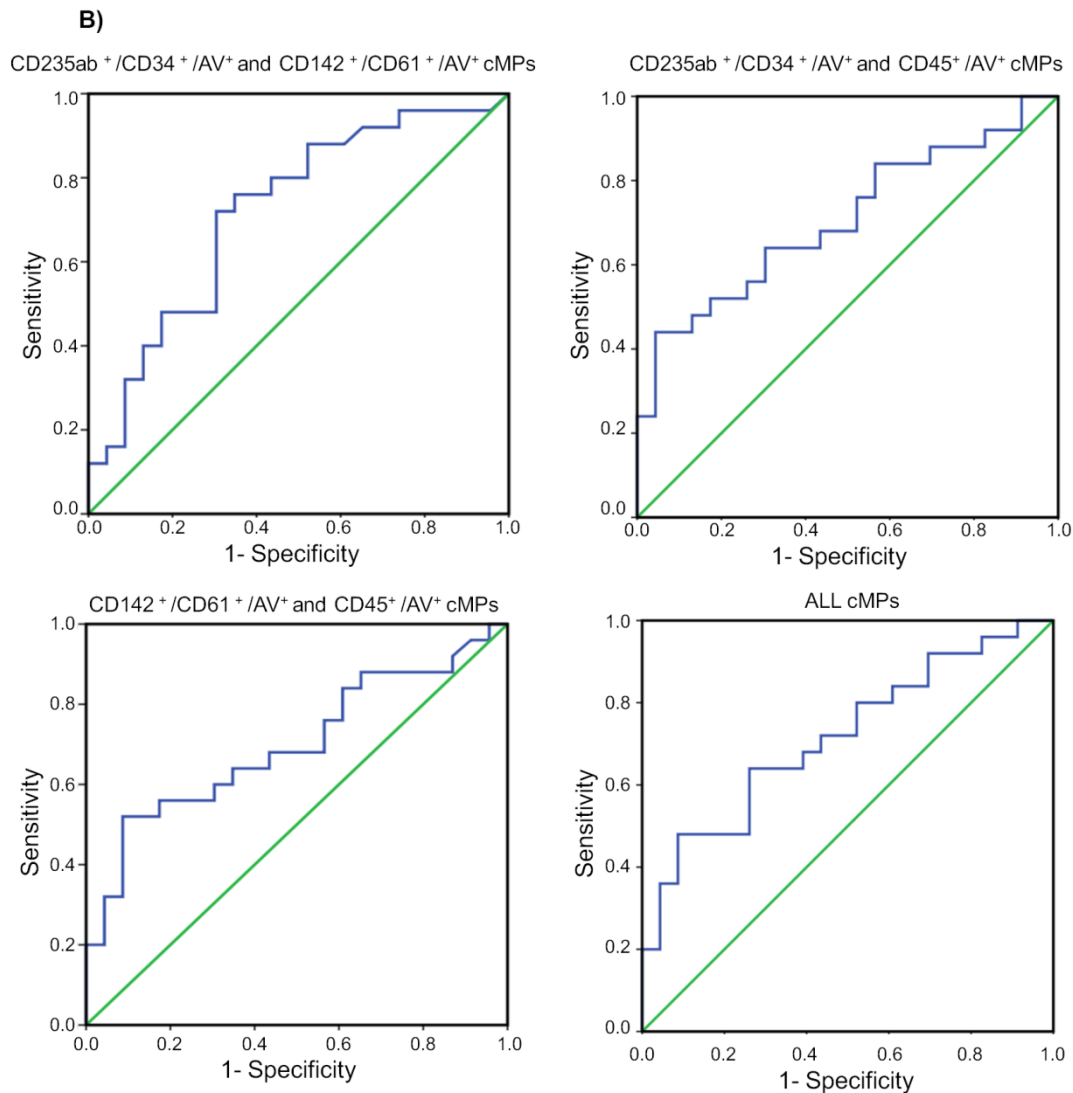 B)
CD235ab⁺/CD34⁺/AV⁺ and CD142⁺/CD61⁺/AV⁺ cMPs
1.0
0.8
0.6
0.4
0.2
0.0
Sensitivity
0.0 0.2 0.4 0.6 0.8 1.0
1- Specificity
CD235ab⁺/CD34⁺/AV⁺ and CD45⁺/AV⁺ cMPs
1.0
0.8
0.6
0.4
0.2
0.0
Sensitivity
0.0 0.2 0.4 0.6 0.8 1.0
1- Specificity
CD142⁺/CD61⁺/AV⁺ and CD45⁺/AV⁺ cMPs
1.0
0.8
0.6
0.4
0.2
0.0
Sensitivity
0.0 0.2 0.4 0.6 0.8 1.0
1- Specificity
ALL cMPs
1.0
0.8
0.6
0.4
0.2
0.0
Sensitivity
0.0 0.2 0.4 0.6 0.8 1.0
1- Specificity